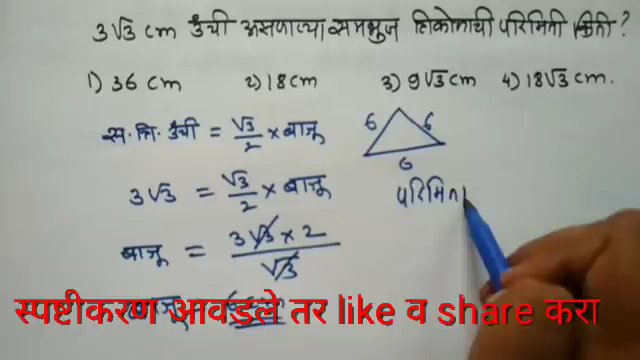 3√3 cm उंची असणाऱ्या समभुज त्रिकोणाची परिमिती किती ?
1) 36 cm 2) 18 cm 3) 9√3 cm 4) 18√3 cm.
स. त्रि. उंची = √3/2 × बाजू
6 6
6
3√3 = √3/2 × बाजू
परिमिता
बाजू = 3√3 × 2 / √3
स्पष्टीकरण आवडले तर like व share करा